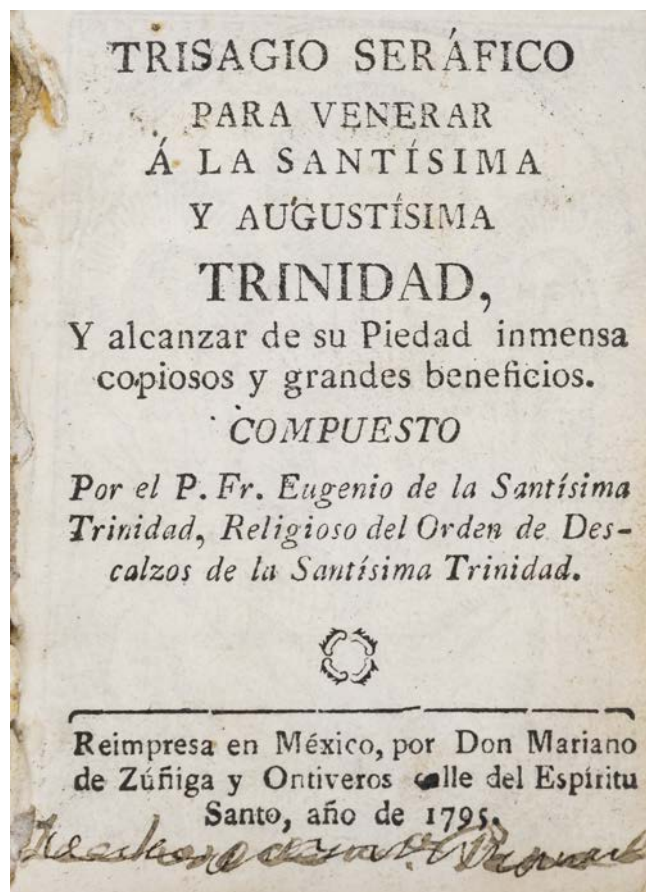 TRISAGIO SERÁFICO
PARA VENERAR
Á LA SANTÍSIMA
Y AUGUSTÍSIMA
TRINIDAD,
Y alcanzar de su Piedad inmensa
copiosos y grandes beneficios.
COMPUESTO
Por el P. Fr. Eugenio de la Santísima
Trinidad, Religioso del Orden de Des-
calzos de la Santísima Trinidad.
Reimpresa en México, por Don Mariano
de Zúñiga y Ontiveros calle del Espíritu
Santo, año de 1795.